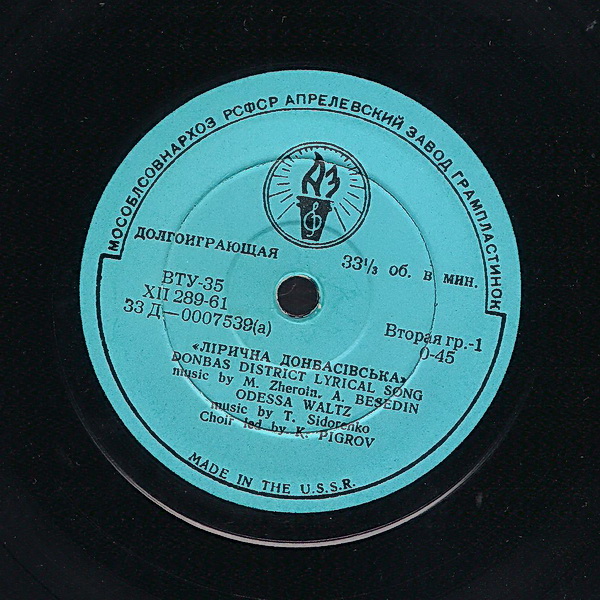 МОСОБЛСОВНАРХОЗ РСФСР АПРЕЛЕВСКИЙ ЗАВОД ГРАМПЛАСТИНОК
АЗ
ДОЛГОИГРАЮЩАЯ
33⅓ об. в мин.
ВТУ-35
XII 289-61
33 Д—0007539(а)
Вторая гр.-1
0-45
«ЛІРИЧНА ДОНБАСІВСЬКА»
DONBAS DISTRICT LYRICAL SONG
music by M. Zheroin, A. BESEDIN
ODESSA WALTZ
music by T. Sidorenko
Choir led by K. PIGROV
MADE IN THE U.S.S.R.